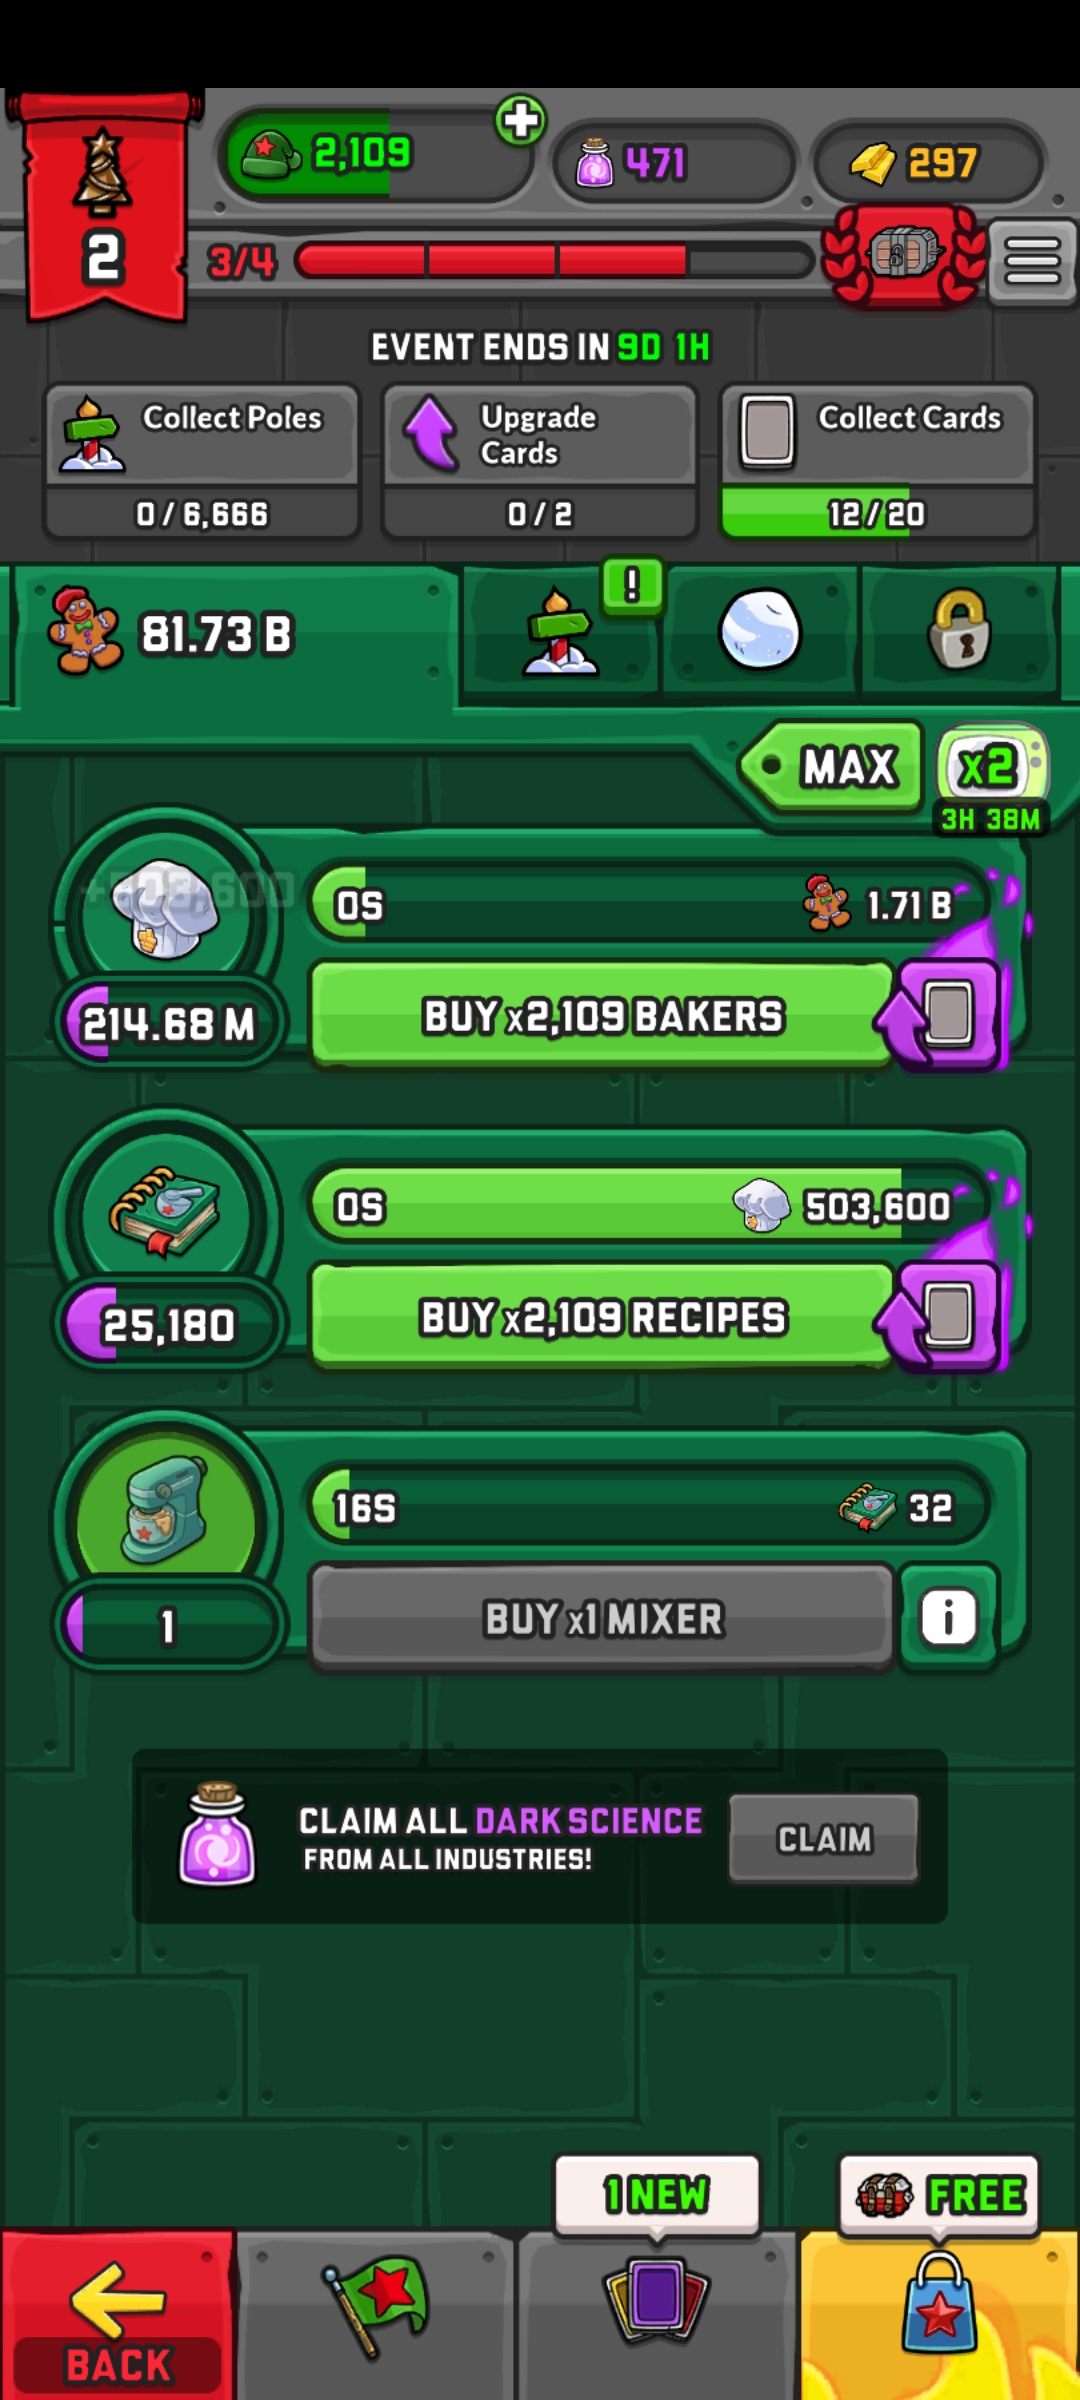 2,109
471
297
2
3/4
EVENT ENDS IN 9D 1H
Collect Poles
0/6,666
Upgrade
Cards
0/2
Collect Cards
12/20
81.73 B
!
MAX
x2
3H 38M
+503,600
0S
1.71 B
214.68 M
BUY x2,109 BAKERS
0S
503,600
25,180
BUY x2,109 RECIPES
16S
32
1
BUY x1 MIXER
i
CLAIM ALL DARK SCIENCE
FROM ALL INDUSTRIES!
CLAIM
1 NEW
FREE
BACK